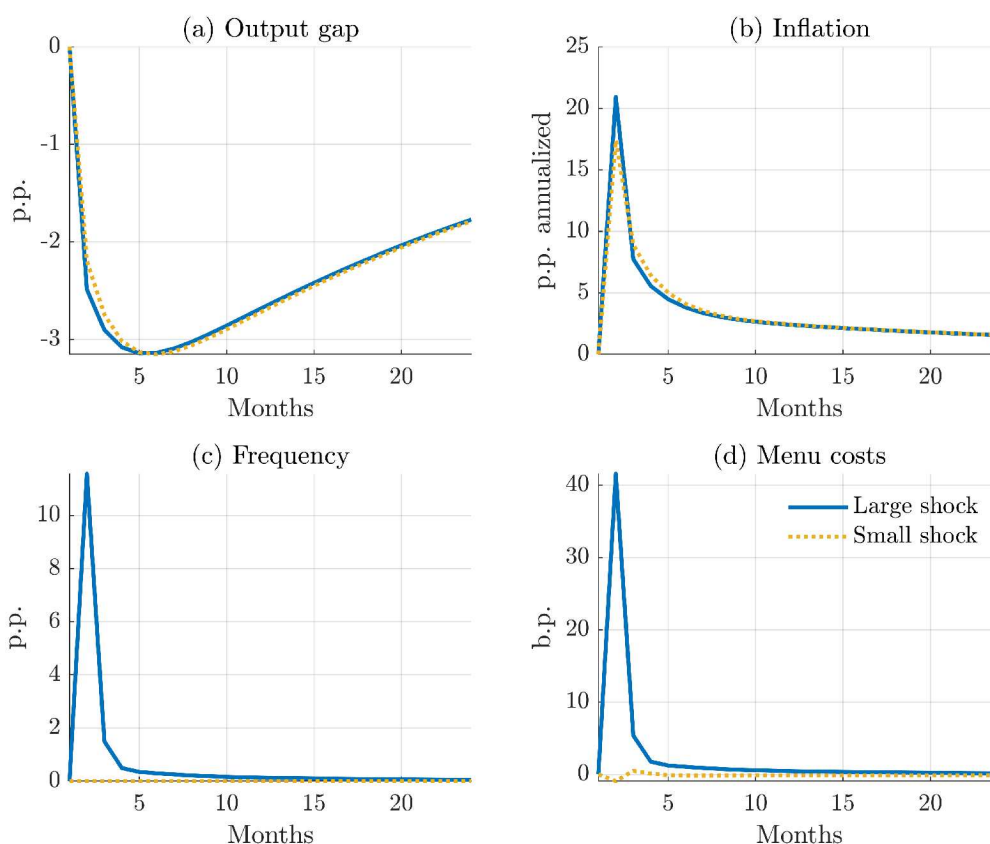 (a) Output gap
0
-1
-2
-3
p.p.
5
10
15
20
Months
(b) Inflation
25
20
15
10
5
0
p.p. annualized
5
10
15
20
Months
(c) Frequency
10
8
6
4
2
0
p.p.
5
10
15
20
Months
(d) Menu costs
40
30
20
10
0
b.p.
Large shock
Small shock
5
10
15
20
Months